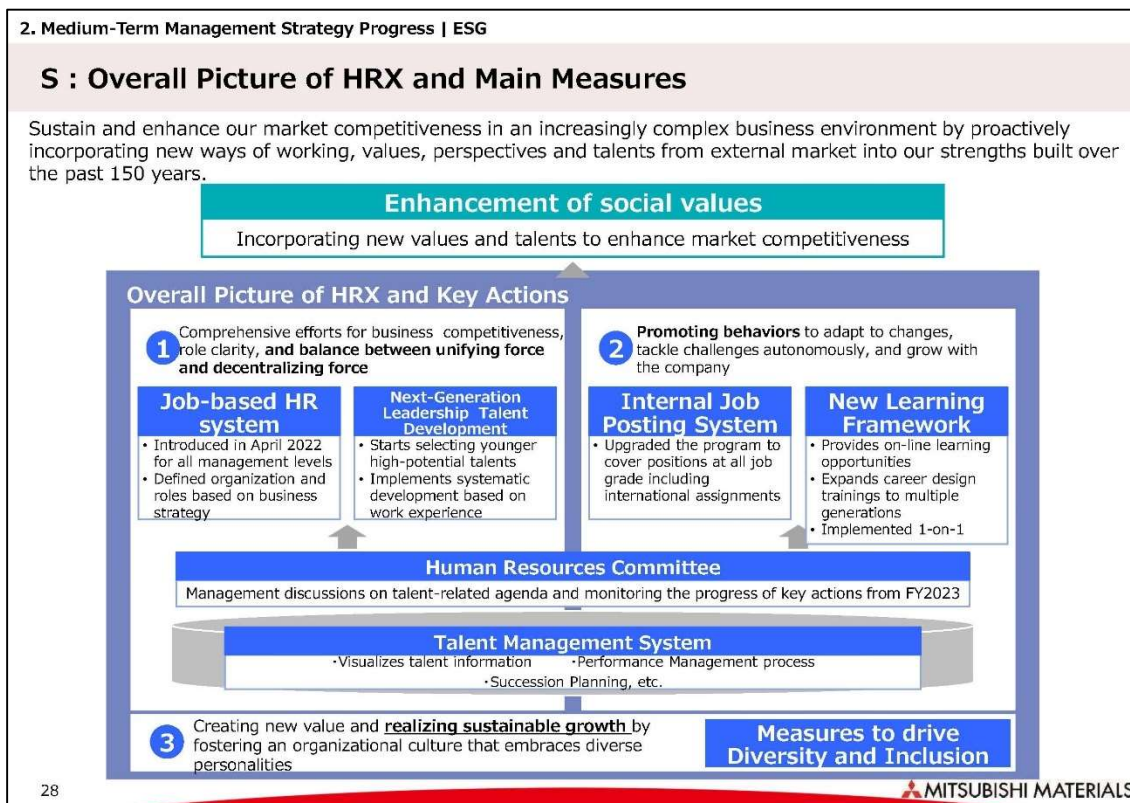 2. Medium-Term Management Strategy Progress | ESG
S : Overall Picture of HRX and Main Measures
Sustain and enhance our market competitiveness in an increasingly complex business environment by proactively
incorporating new ways of working, values, perspectives and talents from external market into our strengths built over
the past 150 years.
Enhancement of social values
Incorporating new values and talents to enhance market competitiveness
Overall Picture of HRX and Key Actions
1
Comprehensive efforts for business competitiveness,
role clarity, and balance between unifying force
and decentralizing force
Job-based HR
system
• Introduced in April 2022
for all management levels
• Defined organization and
roles based on business
strategy
Next-Generation
Leadership Talent
Development
• Starts selecting younger
high-potential talents
• Implements systematic
development based on
work experience
2
Promoting behaviors to adapt to changes,
tackle challenges autonomously, and grow with
the company
Internal Job
Posting System
• Upgraded the program to
cover positions at all job
grade including
international assignments
New Learning
Framework
• Provides on-line learning
opportunities
• Expands career design
trainings to multiple
generations
• Implemented 1-on-1
Human Resources Committee
Management discussions on talent-related agenda and monitoring the progress of key actions from FY2023
Talent Management System
・Visualizes talent information ・Performance Management process
・Succession Planning, etc.
3
Creating new value and realizing sustainable growth by
fostering an organizational culture that embraces diverse
personalities
Measures to drive
Diversity and Inclusion
28
MITSUBISHI MATERIALS